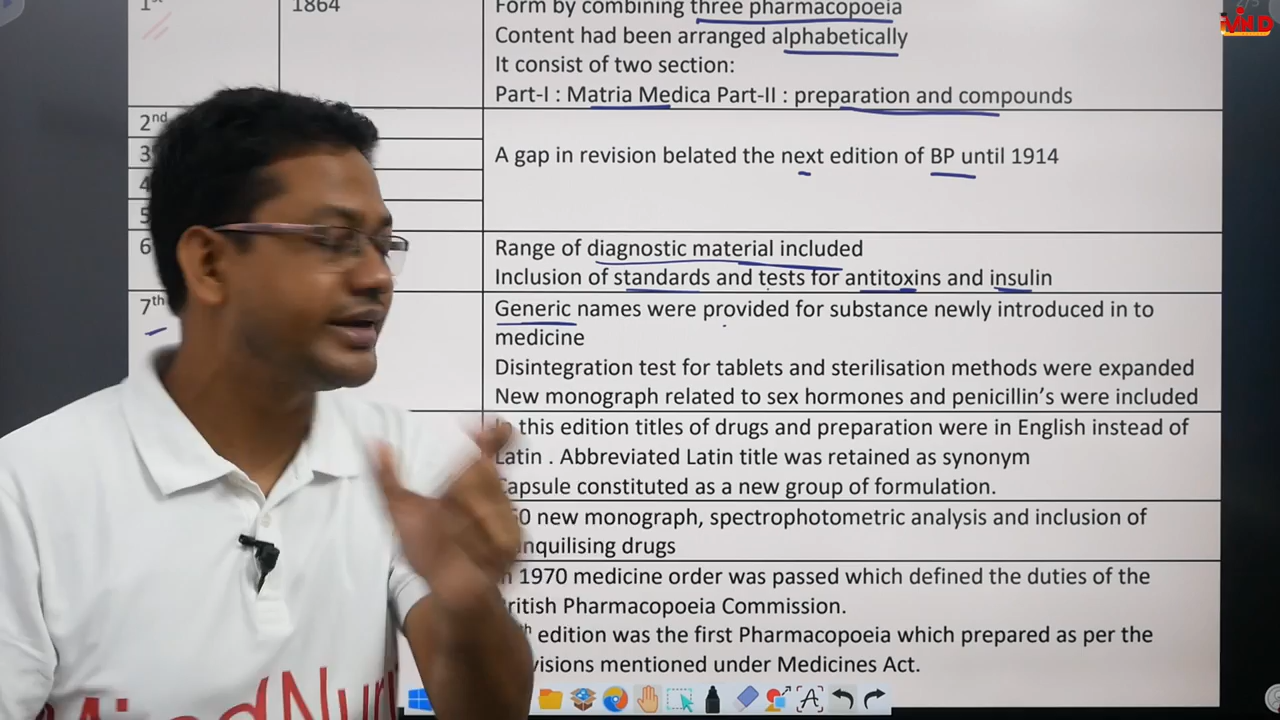 1st
1864
Form by combining three pharmacopoeia
Content had been arranged alphabetically
It consist of two section:
Part-I : Matria Medica Part-II : preparation and compounds
2nd
3
A gap in revision belated the next edition of BP until 1914
4
5
6
Range of diagnostic material included
Inclusion of standards and tests for antitoxins and insulin
7th
Generic names were provided for substance newly introduced in to
medicine
Disintegration test for tablets and sterilisation methods were expanded
New monograph related to sex hormones and penicillin’s were included
this edition titles of drugs and preparation were in English instead of
Latin . Abbreviated Latin title was retained as synonym
Capsule constituted as a new group of formulation.
new monograph, spectrophotometric analysis and inclusion of
drugs
1970 medicine order was passed which defined the duties of the
British Pharmacopoeia Commission.
th edition was the first Pharmacopoeia which prepared as per the
mentioned under Medicines Act.